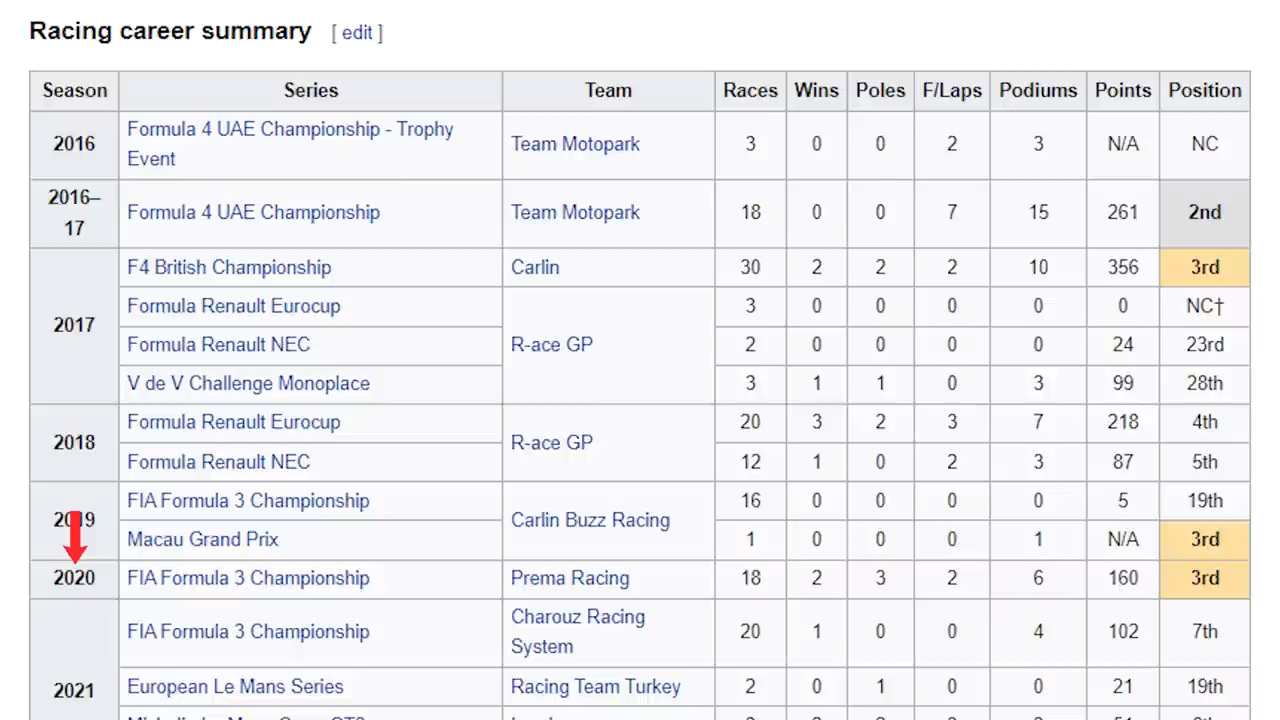 Racing career summary [ edit ]
Season Series Team Races Wins Poles F/Laps Podiums Points Position
2016 Formula 4 UAE Championship - Trophy Event Team Motopark 3 0 0 2 3 N/A NC
2016–17 Formula 4 UAE Championship Team Motopark 18 0 0 7 15 261 2nd
2017 F4 British Championship Carlin 30 2 2 2 10 356 3rd
Formula Renault Eurocup R-ace GP 3 0 0 0 0 0 NC†
Formula Renault NEC 2 0 0 0 0 24 23rd
V de V Challenge Monoplace 3 1 1 0 3 99 28th
2018 Formula Renault Eurocup R-ace GP 20 3 2 3 7 218 4th
Formula Renault NEC 12 1 0 2 3 87 5th
2019 FIA Formula 3 Championship Carlin Buzz Racing 16 0 0 0 0 5 19th
Macau Grand Prix 1 0 0 0 1 N/A 3rd
2020 FIA Formula 3 Championship Prema Racing 18 2 3 2 6 160 3rd
2021 FIA Formula 3 Championship Charouz Racing System 20 1 0 0 4 102 7th
European Le Mans Series Racing Team Turkey 2 0 1 0 0 21 19th